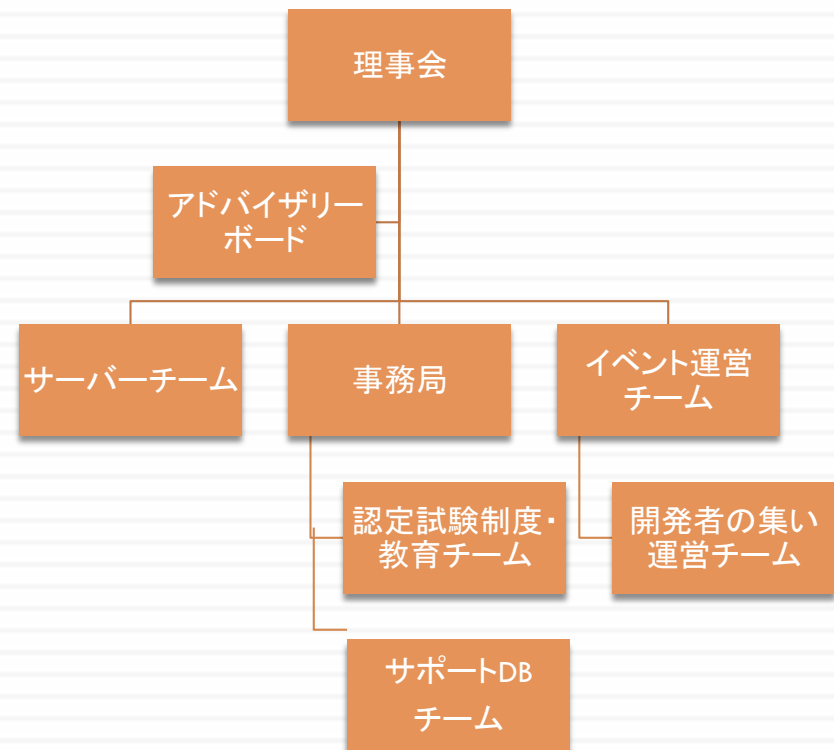 理事会
アドバイザリー
ボード
サーバーチーム
事務局
イベント運営
チーム
認定試験制度・
教育チーム
開発者の集い
運営チーム
サポートDB
チーム